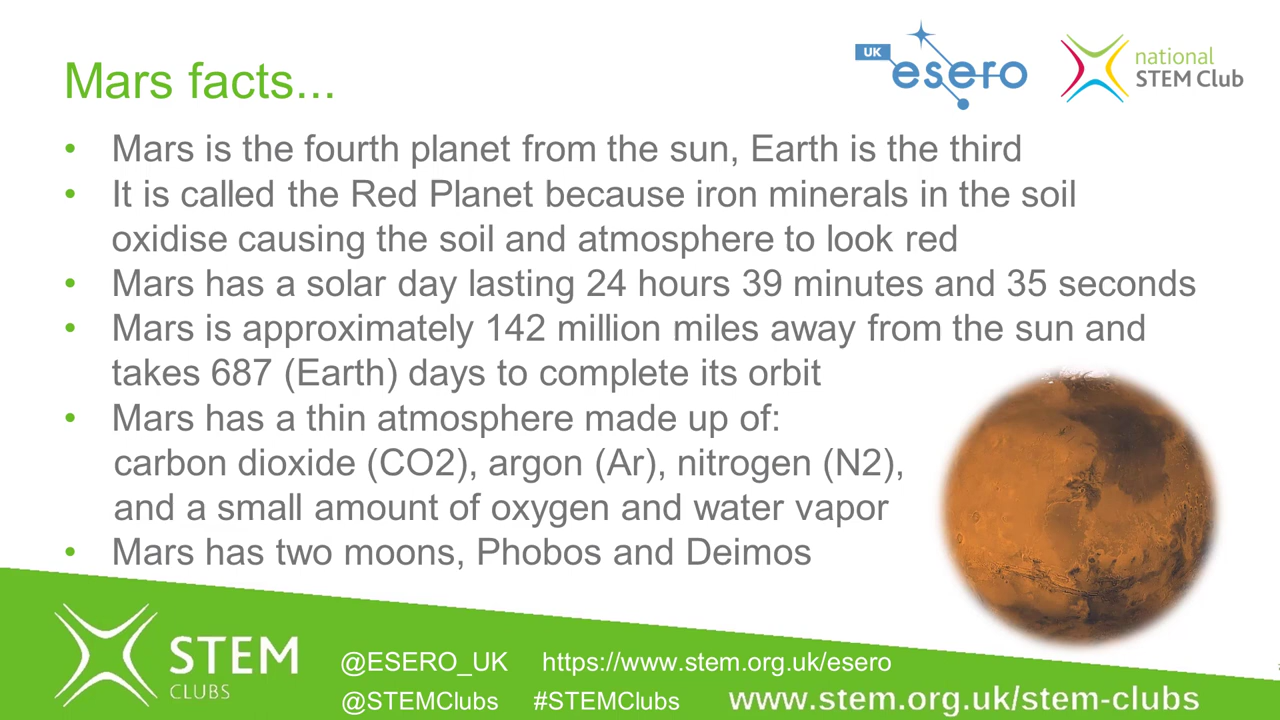 Mars facts...
UK
esero
national
STEM Club
• Mars is the fourth planet from the sun, Earth is the third
• It is called the Red Planet because iron minerals in the soil
oxidise causing the soil and atmosphere to look red
• Mars has a solar day lasting 24 hours 39 minutes and 35 seconds
• Mars is approximately 142 million miles away from the sun and
takes 687 (Earth) days to complete its orbit
• Mars has a thin atmosphere made up of:
carbon dioxide (CO2), argon (Ar), nitrogen (N2),
and a small amount of oxygen and water vapor
• Mars has two moons, Phobos and Deimos
STEM
CLUBS
@ESERO_UK https://www.stem.org.uk/esero
@STEMClubs #STEMClubs www.stem.org.uk/stem-clubs